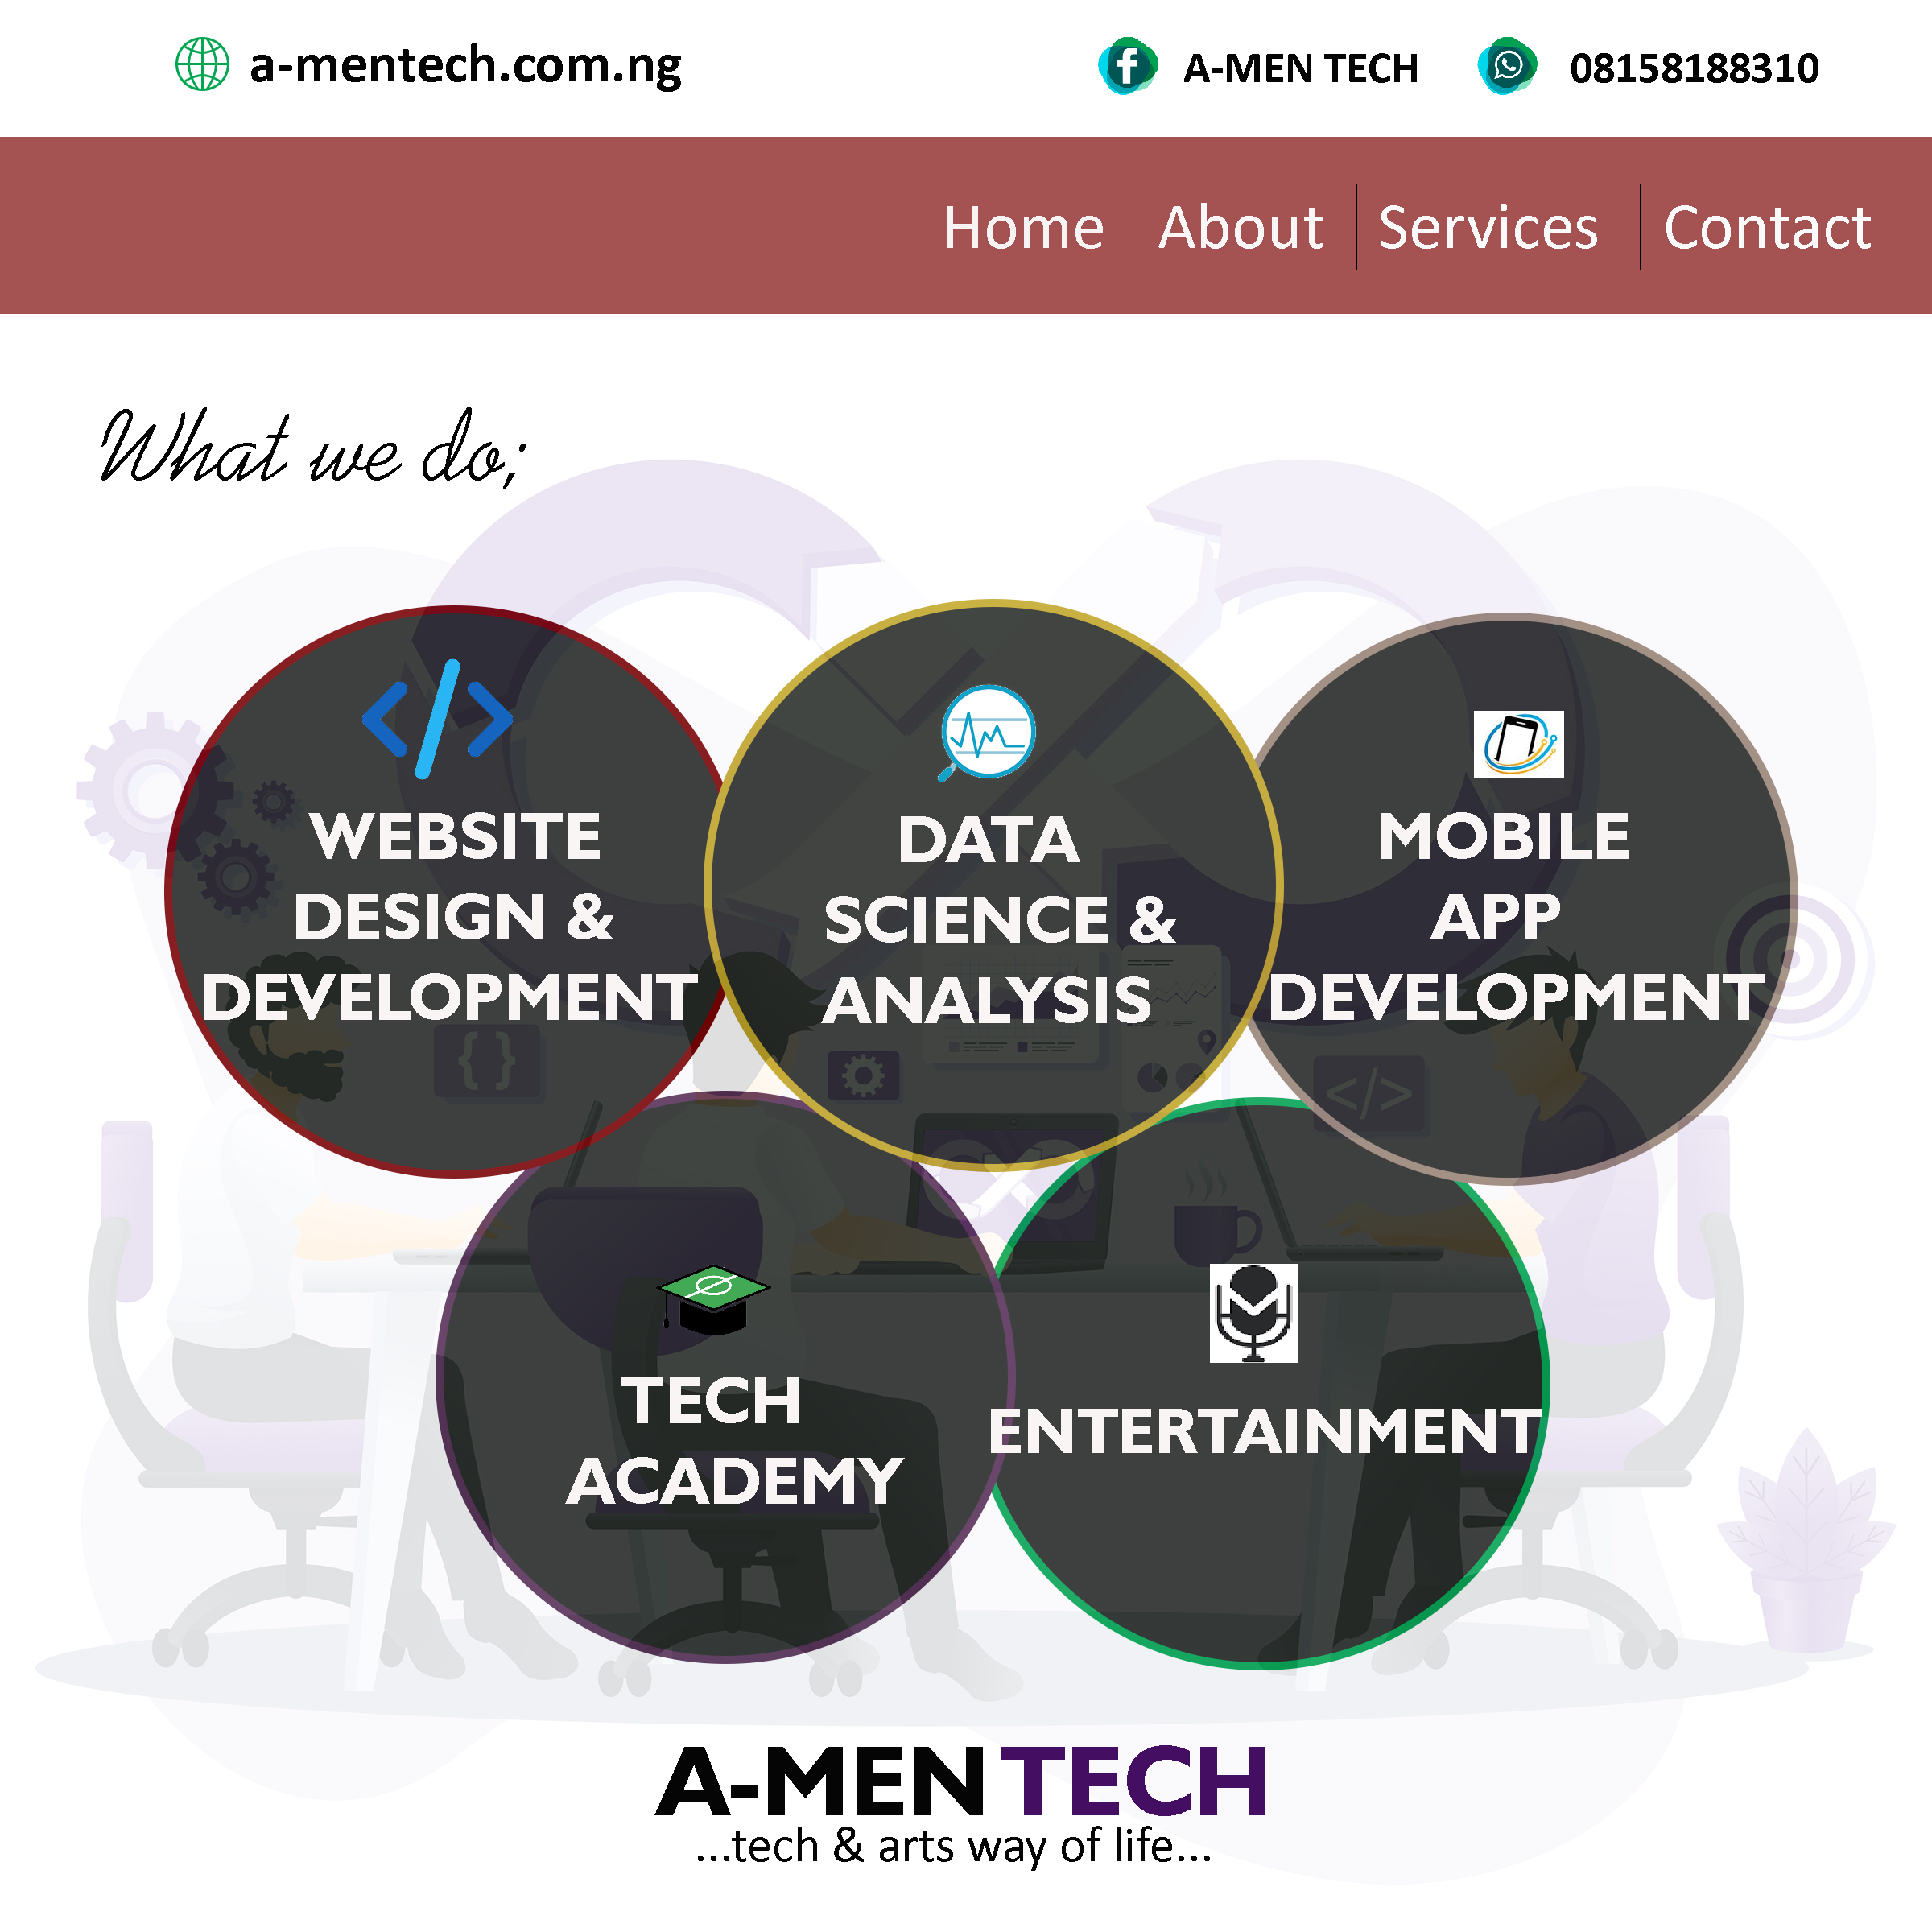 a-mentech.com.ng
A-MEN TECH
08158188310
Home
About
Services
Contact
What we do;
WEBSITE
DESIGN &
DEVELOPMENT
DATA
SCIENCE &
ANALYSIS
MOBILE
APP
DEVELOPMENT
TECH
ACADEMY
ENTERTAINMENT
A-MEN TECH
...tech & arts way of life...